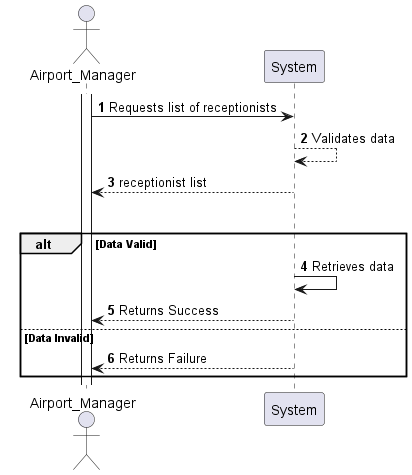 Airport_Manager
System
1 Requests list of receptionists
2 Validates data
3 receptionist list
alt [Data Valid]
4 Retrieves data
5 Returns Success
[Data Invalid]
6 Returns Failure
Airport_Manager
System